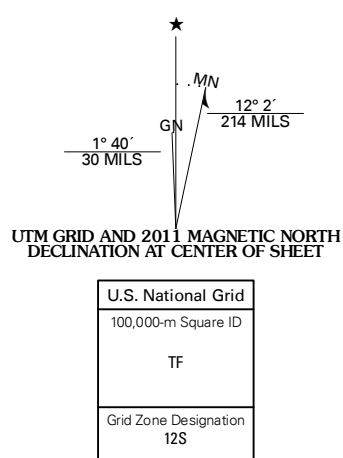 ★
MN
12° 2´
214 MILS
GN
1° 40´
30 MILS
UTM GRID AND 2011 MAGNETIC NORTH
DECLINATION AT CENTER OF SHEET
U.S. National Grid
100,000-m Square ID
TF
Grid Zone Designation
12S